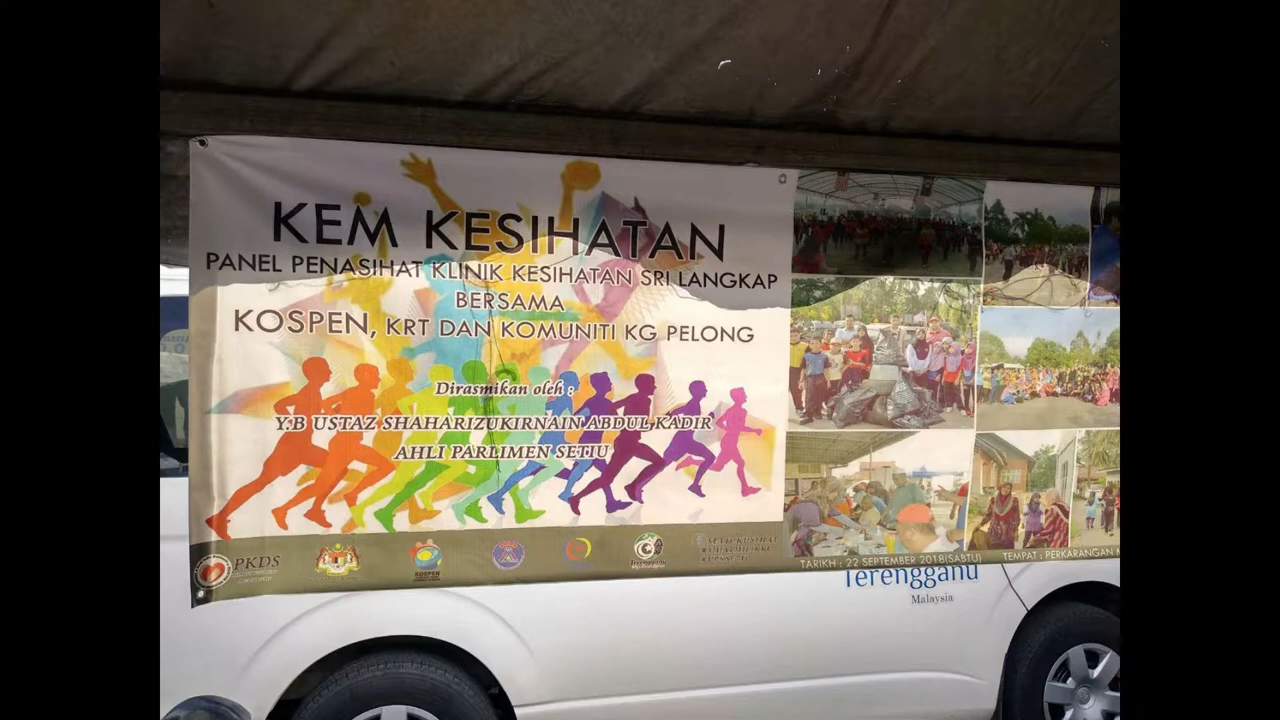 KEM KESIHATAN
PANEL PENASIHAT KLINIK KESIHATAN SRI LANGKAP
BERSAMA
KOSPEN, KRT DAN KOMUNITI KG PELONG
Dirasmikan oleh :
Y.B USTAZ SHAHARIZUKIRNAIN ABDUL KADIR
AHLI PARLIMEN SETIU
PKDS
KOSPEN
TARIKH : 22 SEPTEMBER 2018(SABTU)
TEMPAT : PERKARANGAN
Terengganu
Malaysia